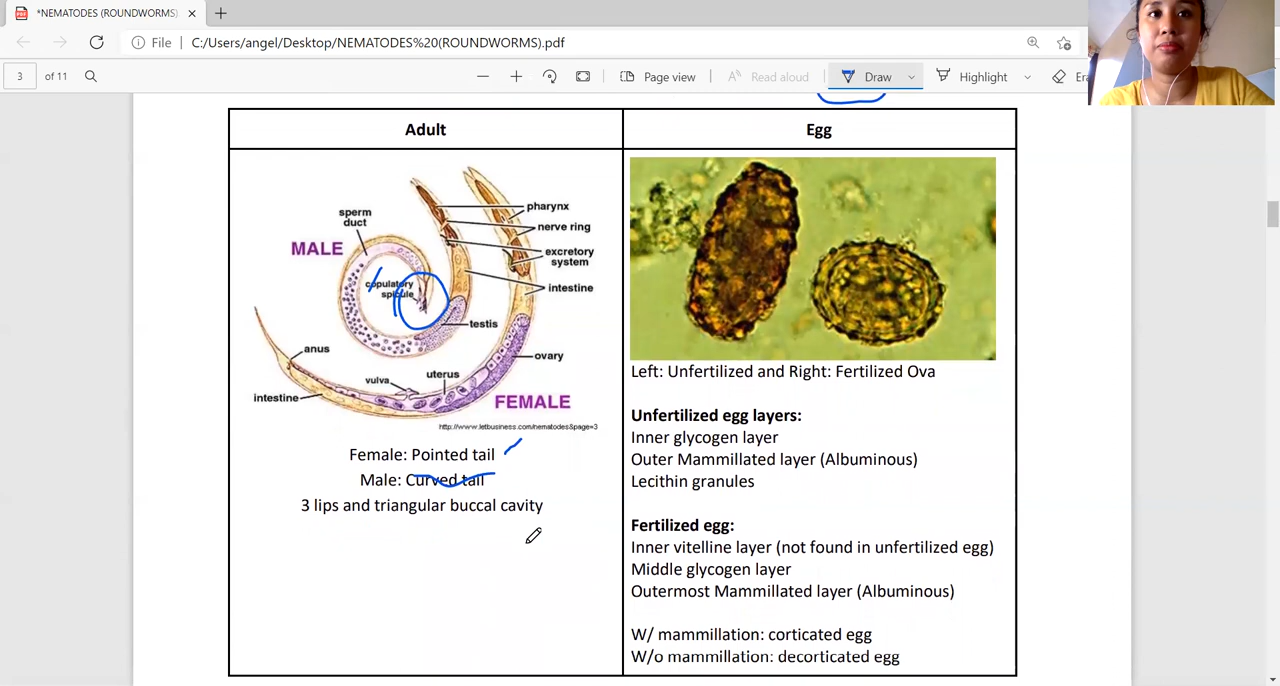 *NEMATODES (ROUNDWORMS)
File
C:/Users/angel/Desktop/NEMATODES%20(ROUNDWORMS).pdf
3 of 11
Page view
Read aloud
Draw
Highlight
Adult
Egg
sperm
duct
MALE
copulatory
spicule
pharynx
nerve ring
excretory
system
intestine
testis
ovary
anus
vulva
uterus
intestine
FEMALE
http://www.letbusiness.com/nematodes&page=3
Female: Pointed tail
Male: Curved tail
3 lips and triangular buccal cavity
Left: Unfertilized and Right: Fertilized Ova
Unfertilized egg layers:
Inner glycogen layer
Outer Mammillated layer (Albuminous)
Lecithin granules
Fertilized egg:
Inner vitelline layer (not found in unfertilized egg)
Middle glycogen layer
Outermost Mammillated layer (Albuminous)
W/ mammillation: corticated egg
W/o mammillation: decorticated egg